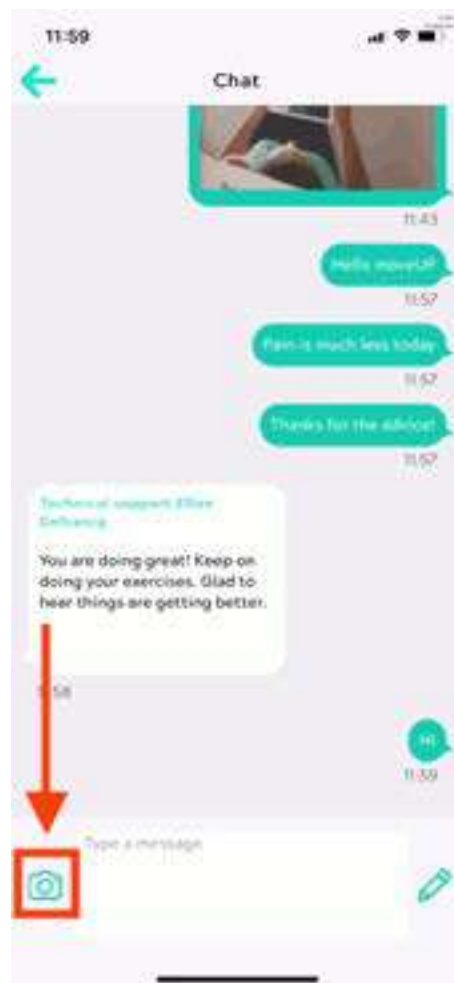 11:59
Chat
11:43
Hello moveUP
11:57
Pain is much less today
11:57
Thanks for the advice!
11:57
Technical support
You are doing great! Keep on
doing your exercises. Glad to
hear things are getting better.
:58
Hi
11:59
Type a message